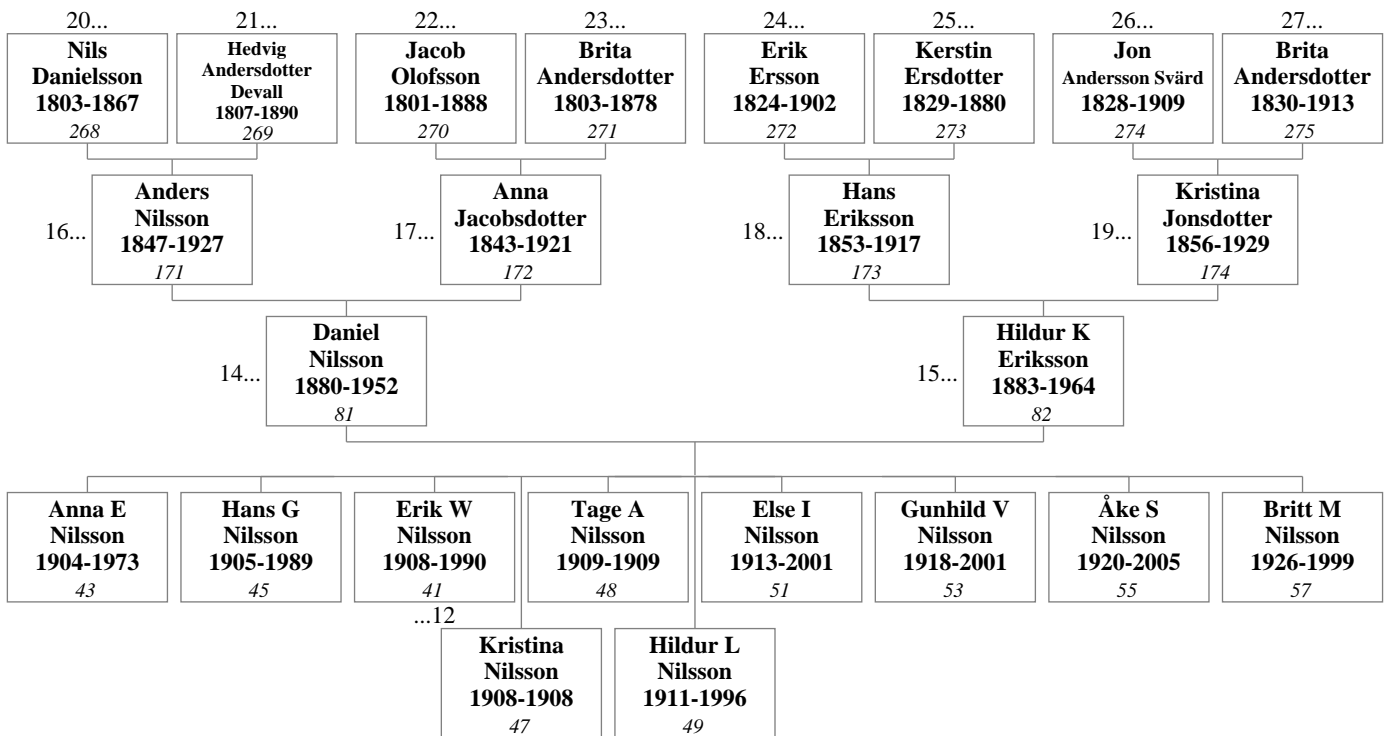 20...
21...
22...
23...
24...
25...
26...
27...
Nils
Danielsson
1803-1867
268
Hedvig
Andersdotter
Devall
1807-1890
269
Jacob
Olofsson
1801-1888
270
Brita
Andersdotter
1803-1878
271
Erik
Ersson
1824-1902
272
Kerstin
Ersdotter
1829-1880
273
Jon
Andersson Svärd
1828-1909
274
Brita
Andersdotter
1830-1913
275
16...
Anders
Nilsson
1847-1927
171
17...
Anna
Jacobsdotter
1843-1921
172
18...
Hans
Eriksson
1853-1917
173
19...
Kristina
Jonsdotter
1856-1929
174
14...
Daniel
Nilsson
1880-1952
81
15...
Hildur K
Eriksson
1883-1964
82
Anna E
Nilsson
1904-1973
43
Hans G
Nilsson
1905-1989
45
Erik W
Nilsson
1908-1990
41
...12
Tage A
Nilsson
1909-1909
48
Else I
Nilsson
1913-2001
51
Gunhild V
Nilsson
1918-2001
53
Åke S
Nilsson
1920-2005
55
Britt M
Nilsson
1926-1999
57
Kristina
Nilsson
1908-1908
47
Hildur L
Nilsson
1911-1996
49